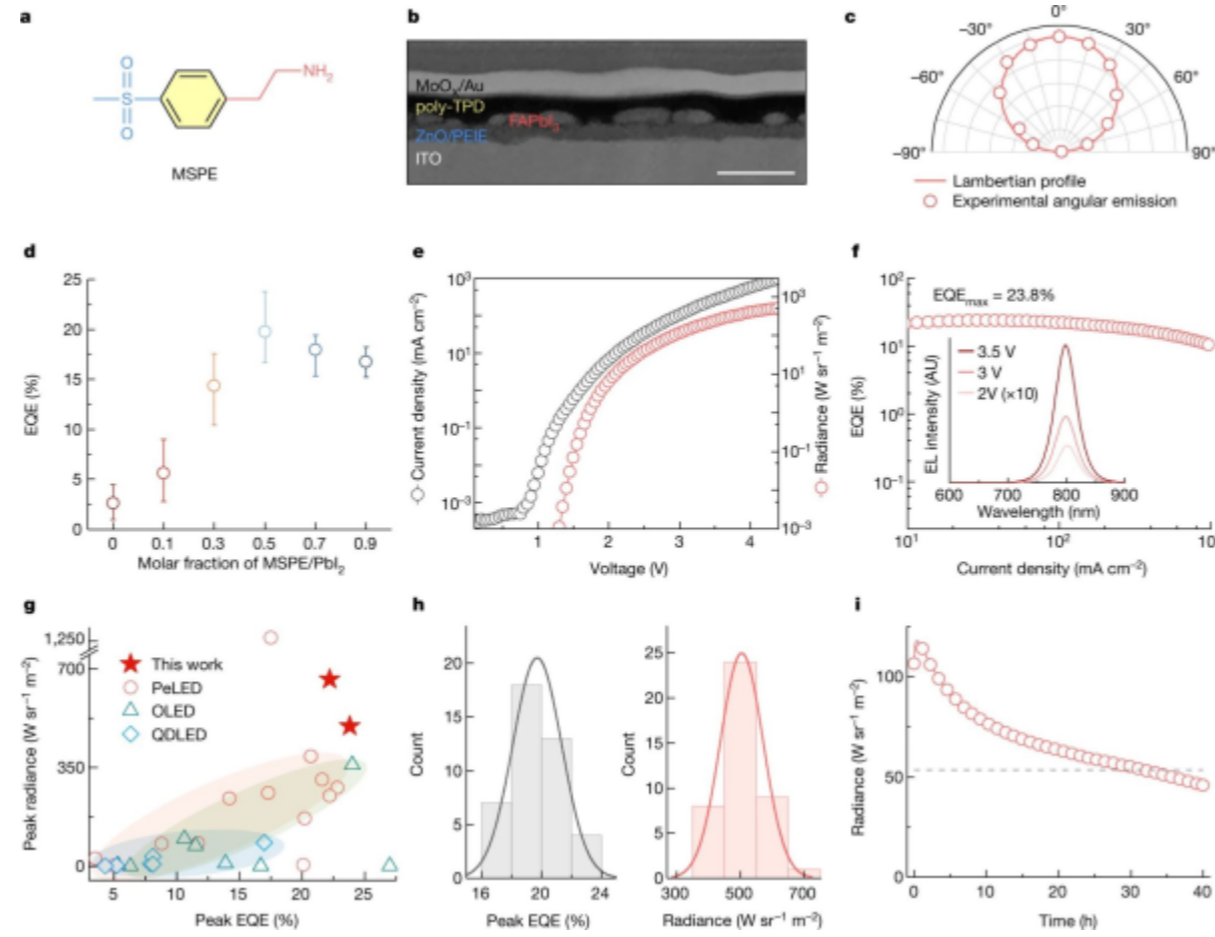 a
O
S
O
NH2
MSPE
b
MoOx/Au
poly-TPD
FAPbI3
ZnO/PEIE
ITO
c
0°
−30° 30°
−60° 60°
−90° 90°
Lambertian profile
Experimental angular emission
d
EQE (%)
25
20
15
10
5
0
0 0.1 0.3 0.5 0.7 0.9
Molar fraction of MSPE/PbI2
e
Current density (mA cm−2)
10³
10¹
10−1
10−3
1 2 3 4
Voltage (V)
10³
10¹
10−1
10−3
Radiance (W sr−1 m−2)
f
EQE (%)
10²
10¹
10⁰
10−1
EQEmax = 23.8%
EL intensity (AU)
3.5 V
3 V
2V (×10)
600 700 800 900
Wavelength (nm)
10¹ 10²
Current density (mA cm−2)
g
Peak radiance (W sr−1 m−2)
1,250
700
350
0
This work
PeLED
OLED
QDLED
5 10 15 20 25
Peak EQE (%)
h
Count
20
15
10
5
0
16 20 24
Peak EQE (%)
Count
25
20
15
10
5
0
300 500 700
Radiance (W sr−1 m−2)
i
Radiance (W sr−1 m−2)
100
50
0
0 10 20 30 40
Time (h)